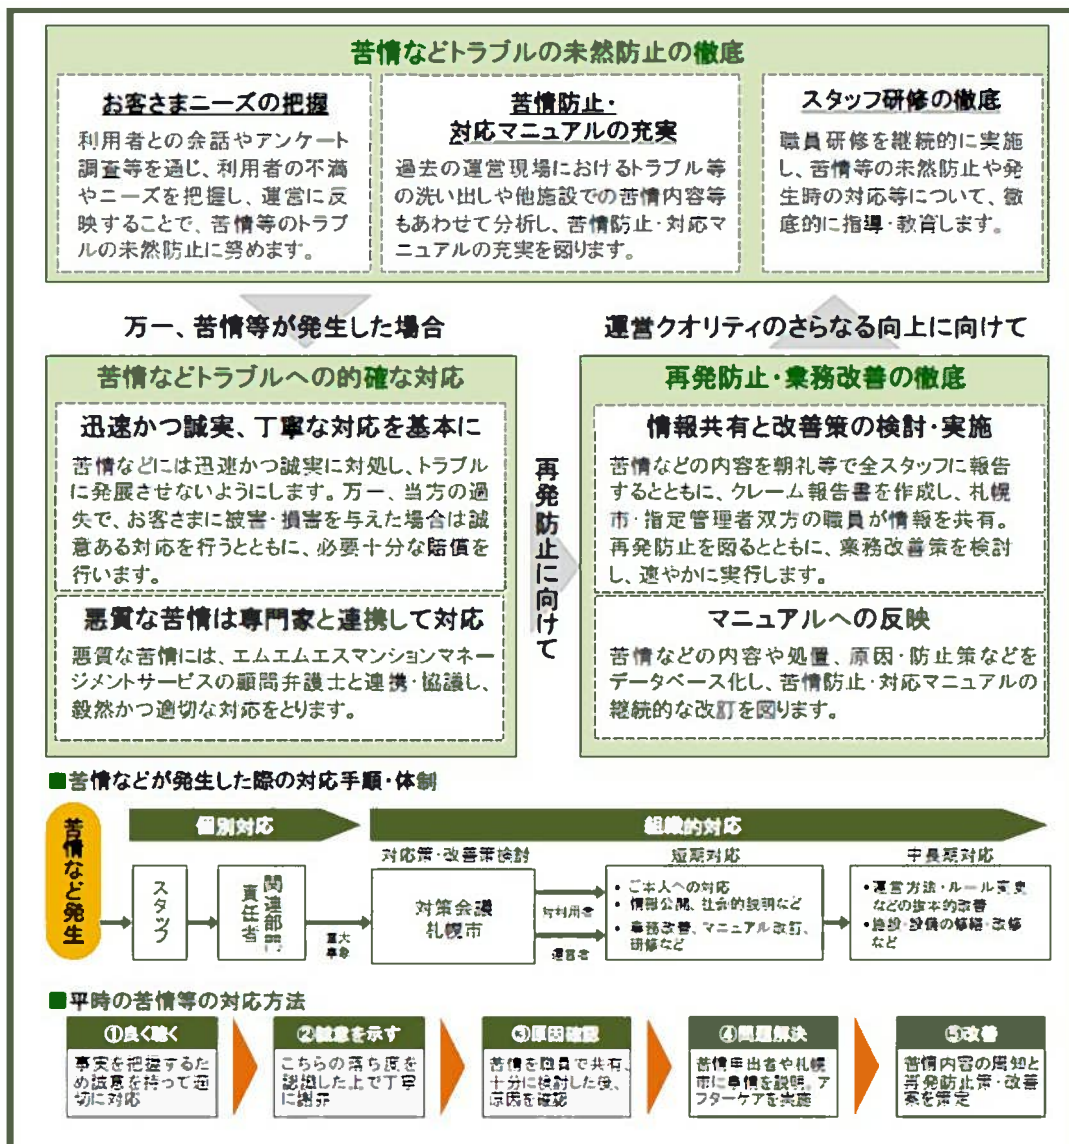 苦情などトラブルの未然防止の徹底
お客さまニーズの把握
利用者との会話やアンケート
調査等を通じ、利用者の不満
やニーズを把握し、運営に反
映することで、苦情等のトラブ
ルの未然防止に努めます。
苦情防止・
対応マニュアルの充実
過去の運営現場におけるトラブル等
の洗い出しや他施設での苦情内容等
もあわせて分析し、苦情防止・対応マ
ニュアルの充実を図ります。
スタッフ研修の徹底
職員研修を継続的に実施
し、苦情等の未然防止や発
生時の対応等について、徹
底的に指導・教育します。
万一、苦情等が発生した場合
運営クオリティのさらなる向上に向けて
苦情などトラブルへの的確な対応
迅速かつ誠実、丁寧な対応を基本に
苦情などには迅速かつ誠実に対処し、トラブル
に発展させないようにします。万一、当方の過
失で、お客さまに被害・損害を与えた場合は誠
意ある対応を行うとともに、必要十分な賠償を
行います。
悪質な苦情は専門家と連携して対応
悪質な苦情には、エムエムエスマンションマネー
ジメントサービスの顧問弁護士と連携・協議し、
毅然かつ適切な対応をとります。
再発防止に向けて
再発防止・業務改善の徹底
情報共有と改善策の検討・実施
苦情などの内容を朝礼等で全スタッフに報告
するとともに、クレーム報告書を作成し、札幌
市・指定管理者双方の職員が情報を共有。
再発防止を図るとともに、業務改善策を検討
し、速やかに実行します。
マニュアルへの反映
苦情などの内容や処置、原因・防止策などを
データベース化し、苦情防止・対応マニュアルの
継続的な改訂を図ります。
■苦情などが発生した際の対応手順・体制
苦情など発生
個別対応
組織的対応
スタッフ
関連部門
責任者
重大
事象
対応策・改善策検討
対策会議
札幌市
対利用者
運営者
短期対応
• ご本人への対応
• 情報公開、社会的説明など
• 業務改善、マニュアル改訂、
研修など
中長期対応
• 運営方法・ルール変更
などの抜本的改善
• 施設・設備の修繕・改修
など
■平時の苦情等の対応方法
①良く聴く
事実を把握するた
め誠意を持って適
切に対応
②誠意を示す
こちらの落ち度を
認識した上で丁寧
に謝罪
③原因確認
苦情を職員で共有、
十分に検討した後、
原因を確認
④問題解決
苦情申出者や札幌
市に事情を説明。ア
フターケアを実施
⑤改善
苦情内容の周知と
再発防止策・改善
案を策定